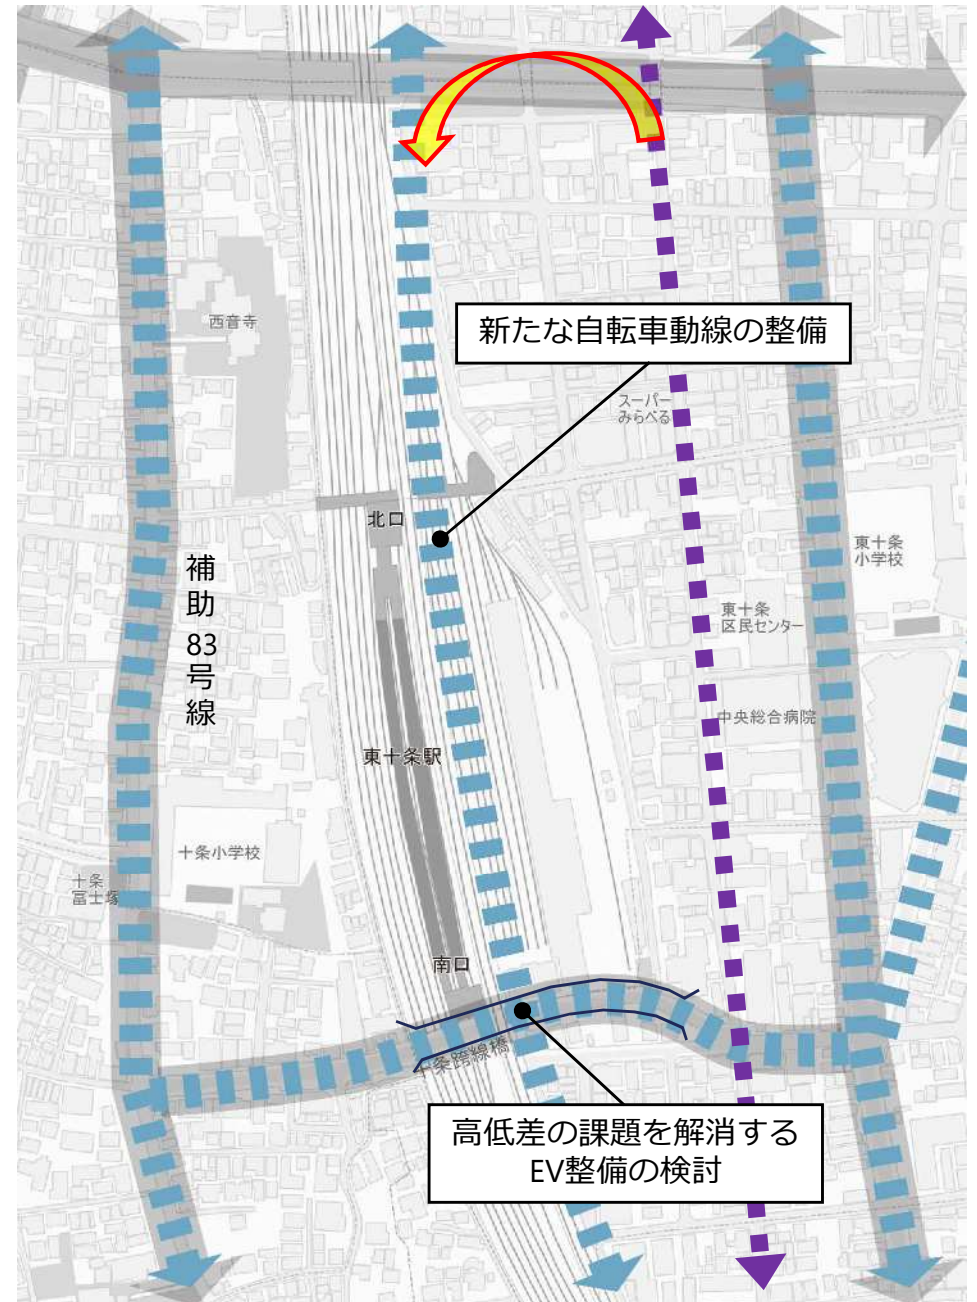 西音寺
新たな自転車動線の整備
スーパー
みらべる
北口
東十条
小学校
補助83号線
東十条
区民センター
中央総合病院
東十条駅
十条小学校
十条
冨士塚
南口
十条跨線橋
高低差の課題を解消する
EV整備の検討